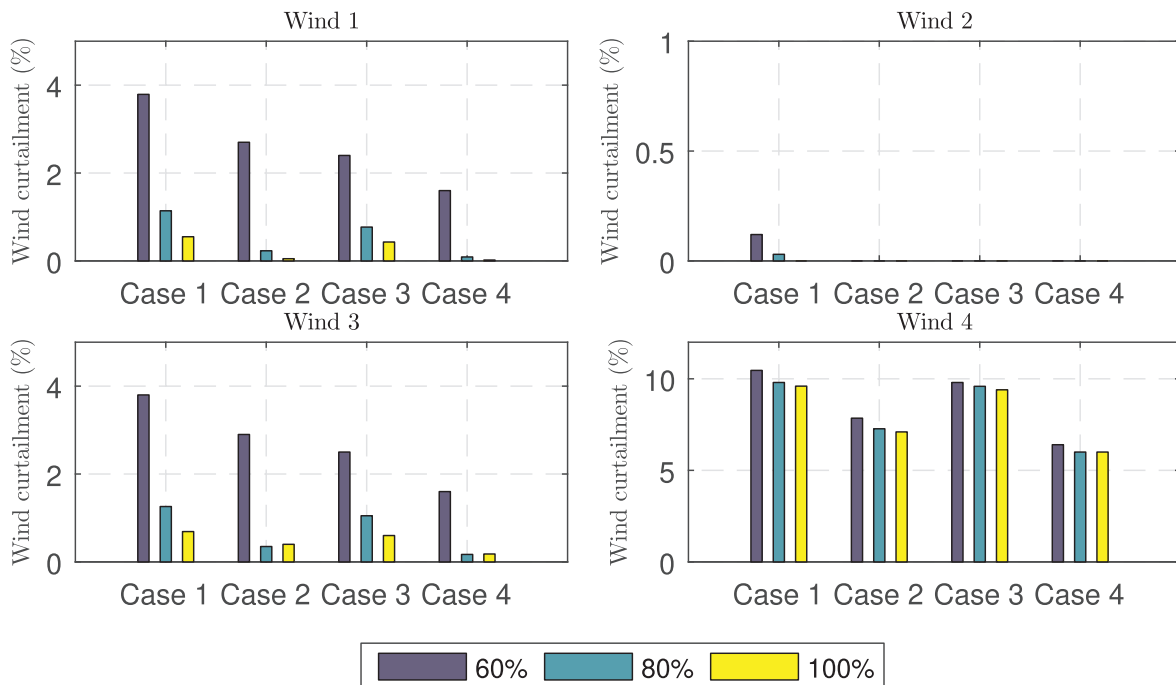 Wind 1
Wind curtailment (%)
4
2
0
Case 1 Case 2 Case 3 Case 4
Wind 2
Wind curtailment (%)
1
0.5
0
Case 1 Case 2 Case 3 Case 4
Wind 3
Wind curtailment (%)
4
2
0
Case 1 Case 2 Case 3 Case 4
Wind 4
Wind curtailment (%)
10
5
0
Case 1 Case 2 Case 3 Case 4
60% 80% 100%